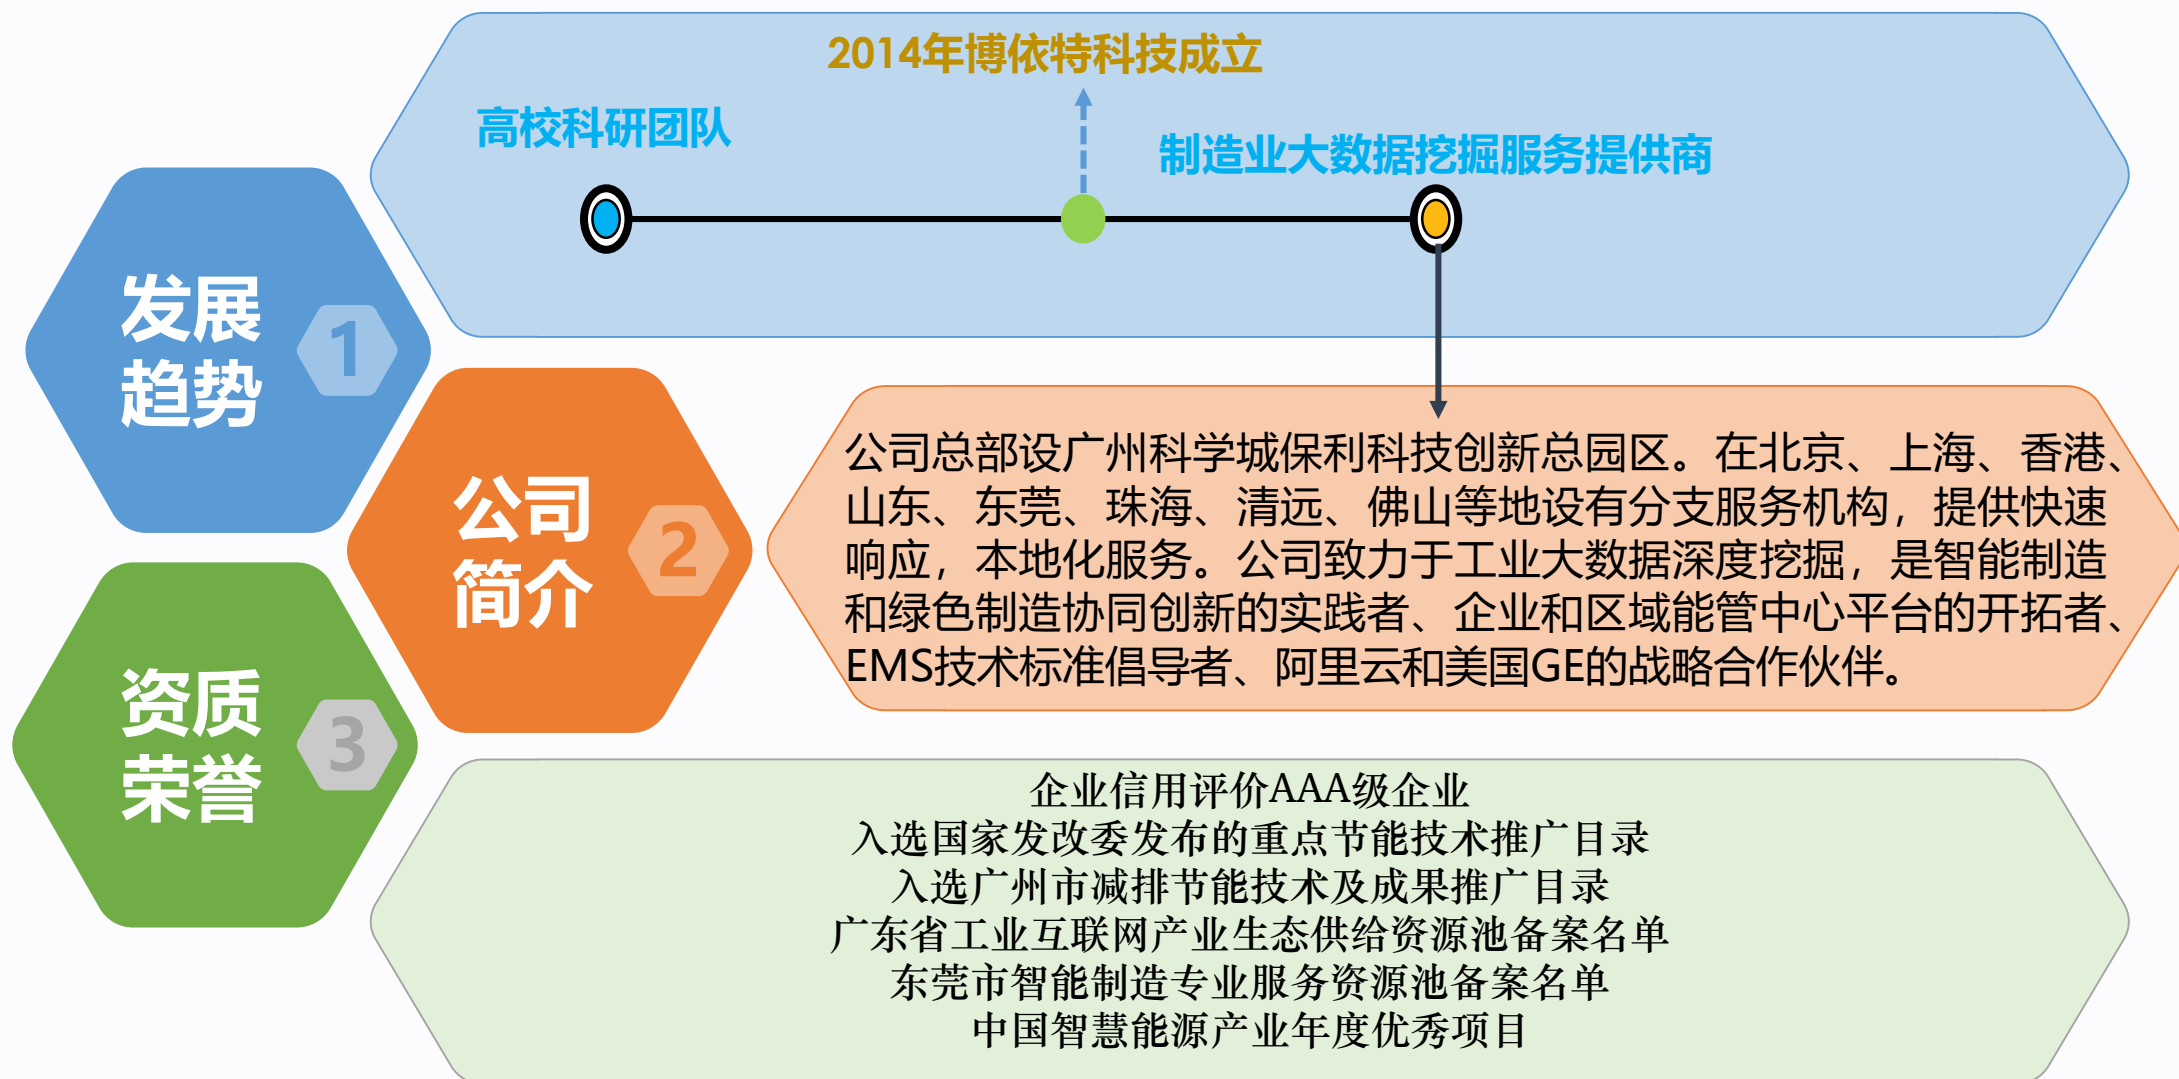 2014年博依特科技成立
高校科研团队
制造业大数据挖掘服务提供商
发展
趋势
1
公司
简介
2
公司总部设广州科学城保利科技创新总园区。在北京、上海、香港、
山东、东莞、珠海、清远、佛山等地设有分支服务机构，提供快速
响应，本地化服务。公司致力于工业大数据深度挖掘，是智能制造
和绿色制造协同创新的实践者、企业和区域能管中心平台的开拓者、
EMS技术标准倡导者、阿里云和美国GE的战略合作伙伴。
资质
荣誉
3
企业信用评价AAA级企业
入选国家发改委发布的重点节能技术推广目录
入选广州市减排节能技术及成果推广目录
广东省工业互联网产业生态供给资源池备案名单
东莞市智能制造专业服务资源池备案名单
中国智慧能源产业年度优秀项目